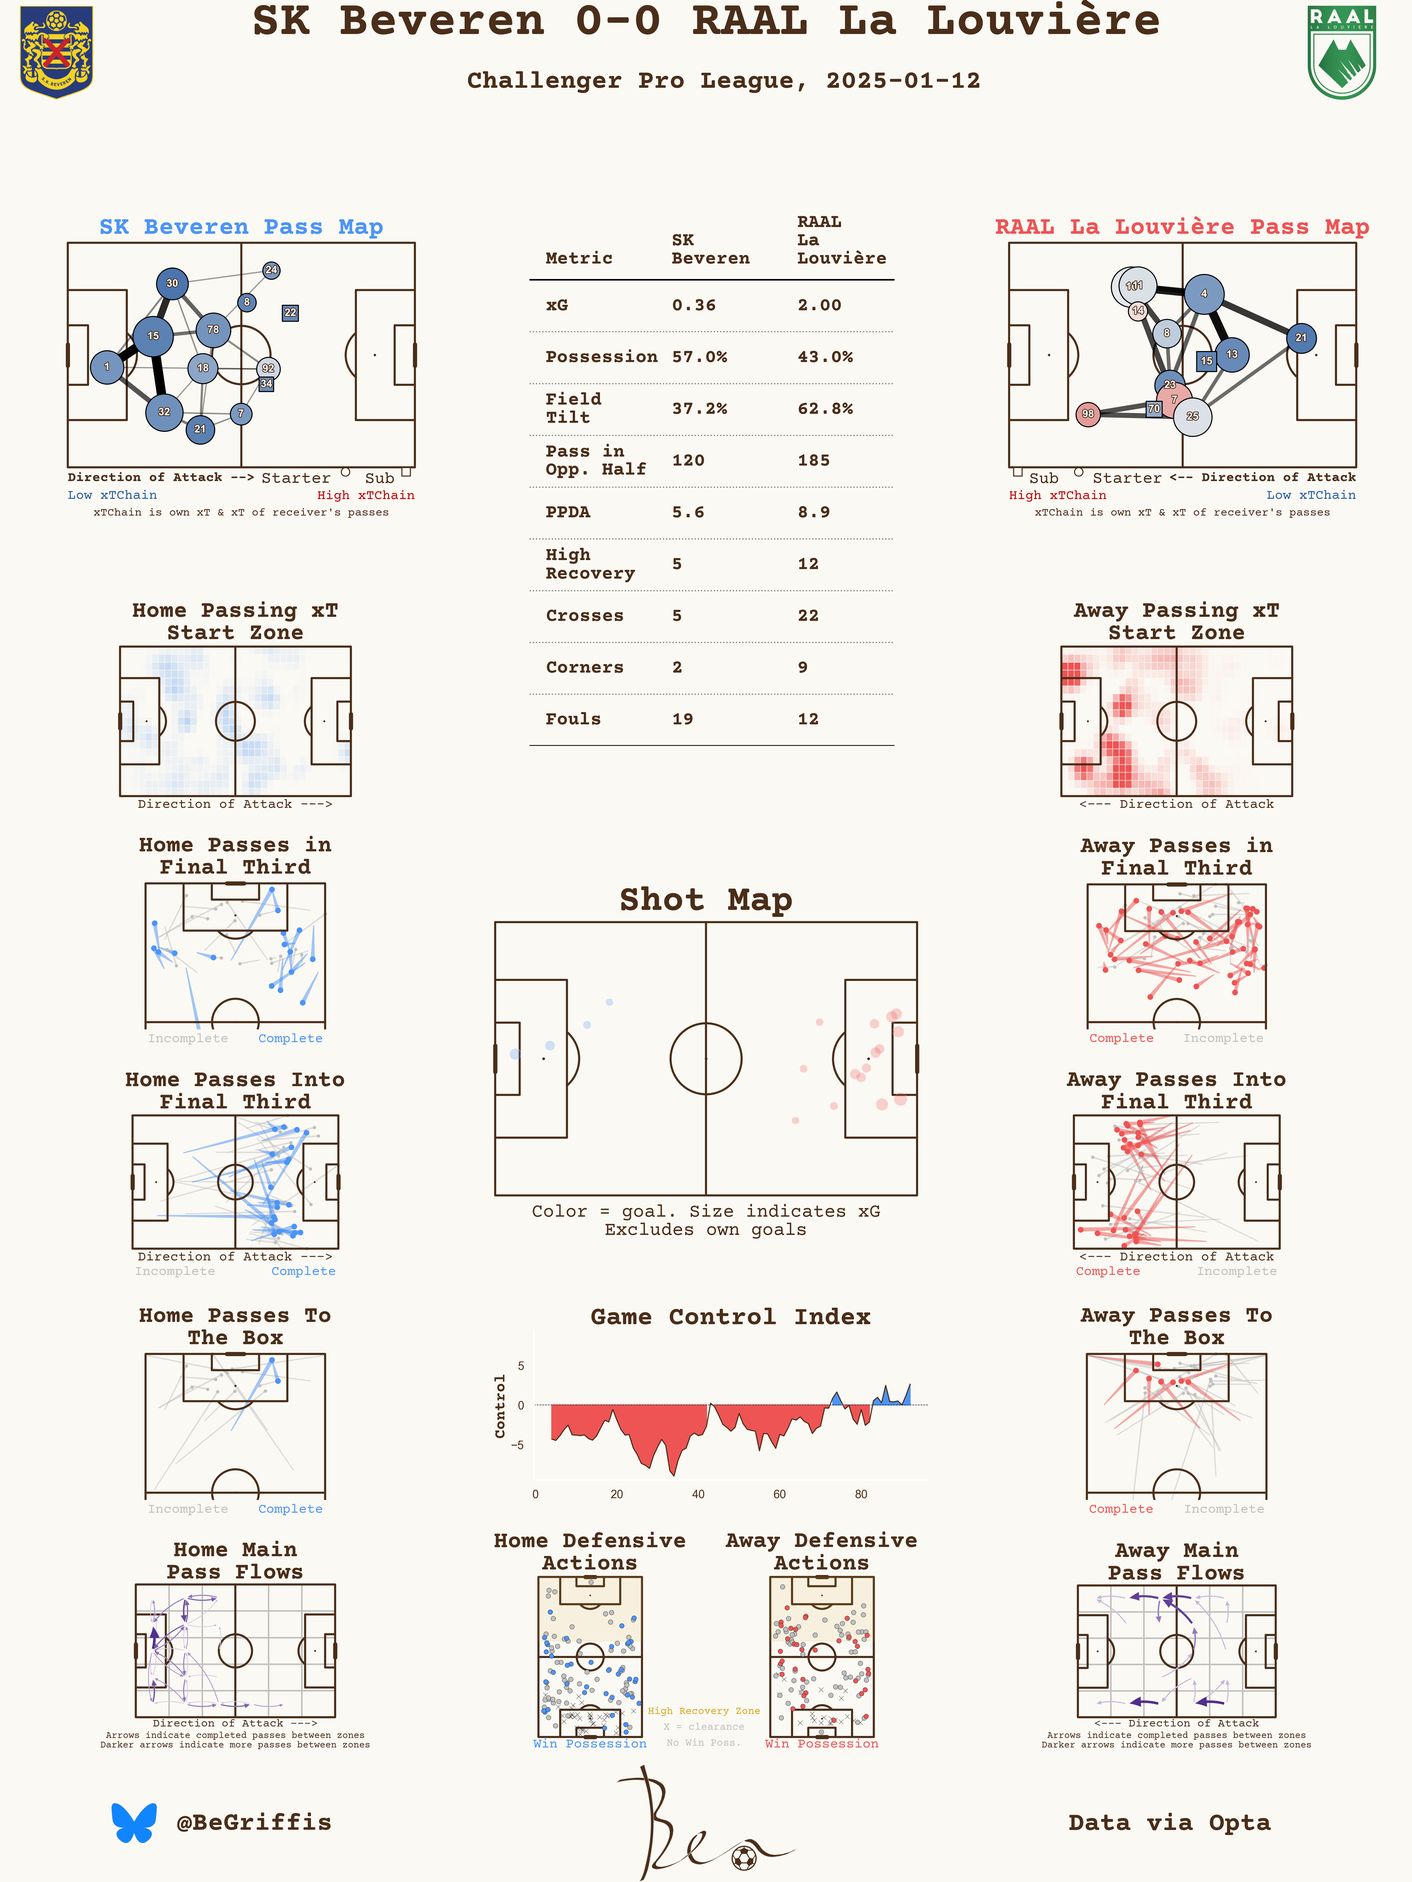 SK Beveren 0-0 RAAL La Louvière
Challenger Pro League, 2025-01-12
S.K. BEVEREN
RAAL
LA LOUVIÈRE
SK Beveren Pass Map
24
30
8
22
78
15
1
18
92
34
32
7
21
Direction of Attack --> Starter Sub
Low xTChain High xTChain
xTChain is own xT & xT of receiver's passes
Metric SK Beveren RAAL La Louvière
xG 0.36 2.00
Possession 57.0% 43.0%
Field Tilt 37.2% 62.8%
Pass in Opp. Half 120 185
PPDA 5.6 8.9
High Recovery 5 12
Crosses 5 22
Corners 2 9
Fouls 19 12
RAAL La Louvière Pass Map
11
4
14
8
21
13
15
23
7
70
98
25
Sub Starter <-- Direction of Attack
High xTChain Low xTChain
xTChain is own xT & xT of receiver's passes
Home Passing xT
Start Zone
Direction of Attack --->
Away Passing xT
Start Zone
<--- Direction of Attack
Home Passes in
Final Third
Incomplete Complete
Away Passes in
Final Third
Complete Incomplete
Shot Map
Color = goal. Size indicates xG
Excludes own goals
Home Passes Into
Final Third
Direction of Attack --->
Incomplete Complete
Away Passes Into
Final Third
<--- Direction of Attack
Complete Incomplete
Home Passes To
The Box
Incomplete Complete
Game Control Index
Control
5
0
−5
0 20 40 60 80
Away Passes To
The Box
Complete Incomplete
Home Main
Pass Flows
Direction of Attack --->
Arrows indicate completed passes between zones
Darker arrows indicate more passes between zones
Home Defensive
Actions
Win Possession
Away Defensive
Actions
Win Possession
High Recovery Zone
X = clearance
No Win Poss.
Away Main
Pass Flows
<--- Direction of Attack
Arrows indicate completed passes between zones
Darker arrows indicate more passes between zones
@BeGriffis
Ben
Data via Opta